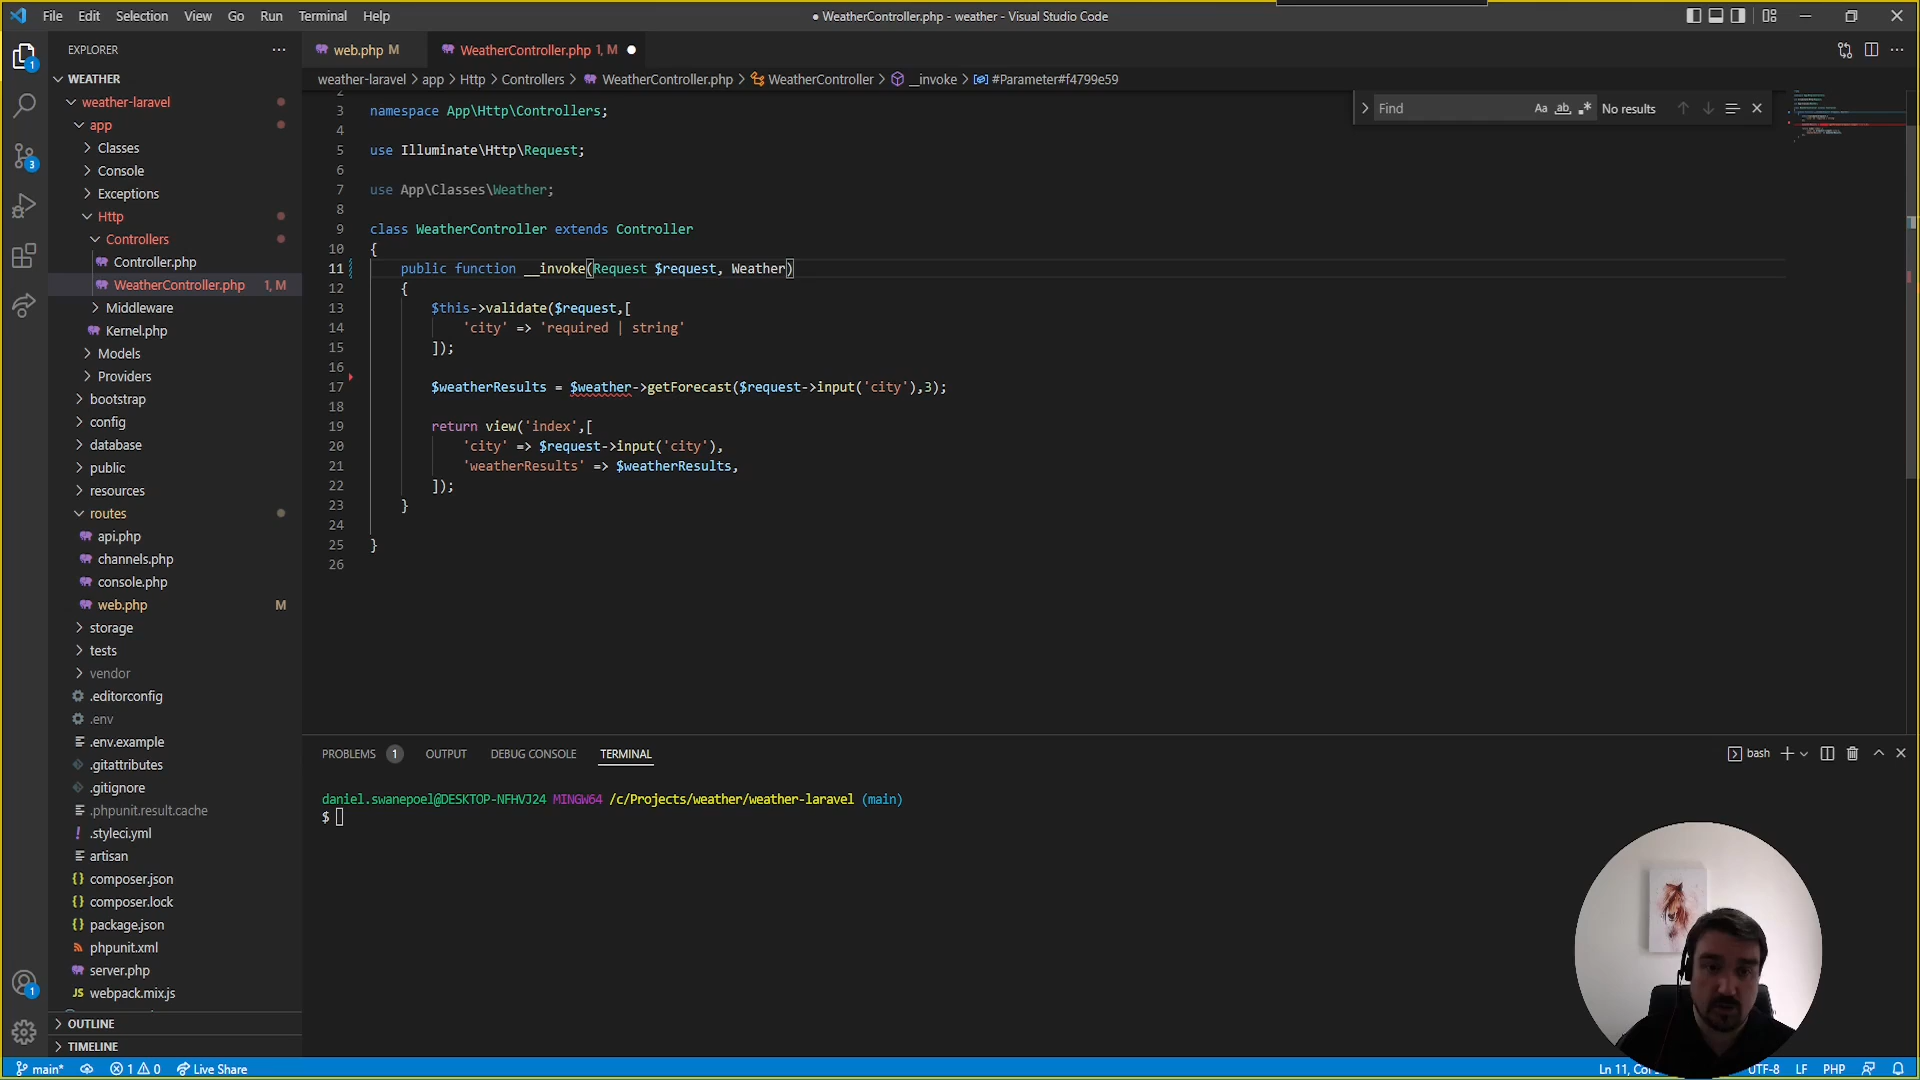 File Edit Selection View Go Run Terminal Help
● WeatherController.php - weather - Visual Studio Code
EXPLORER
WEATHER
weather-laravel
app
Classes
Console
Exceptions
Http
Controllers
Controller.php
WeatherController.php 1, M
Middleware
Kernel.php
Models
Providers
bootstrap
config
database
public
resources
routes
api.php
channels.php
console.php
web.php M
storage
tests
vendor
.editorconfig
.env
.env.example
.gitattributes
.gitignore
.phpunit.result.cache
.styleci.yml
artisan
composer.json
composer.lock
package.json
phpunit.xml
server.php
JS webpack.mix.js
OUTLINE
TIMELINE
web.php M WeatherController.php 1, M
weather-laravel > app > Http > Controllers > WeatherController.php > WeatherController > __invoke > #Parameter#f4799e59
Find Aa ab No results
2
3 namespace App\Http\Controllers;
4
5 use Illuminate\Http\Request;
6
7 use App\Classes\Weather;
8
9 class WeatherController extends Controller
10 {
11 public function __invoke(Request $request, Weather)
12 {
13 $this->validate($request,[
14 'city' => 'required | string'
15 ]);
16
17 $weatherResults = $weather->getForecast($request->input('city'),3);
18
19 return view('index',[
20 'city' => $request->input('city'),
21 'weatherResults' => $weatherResults,
22 ]);
23 }
24
25 }
26
PROBLEMS 1 OUTPUT DEBUG CONSOLE TERMINAL
bash
daniel.swanepoel@DESKTOP-NFHVJ24 MINGW64 /c/Projects/weather/weather-laravel (main)
$
main* 1 0 Live Share
Ln 11, Co UTF-8 LF PHP
1
3
1